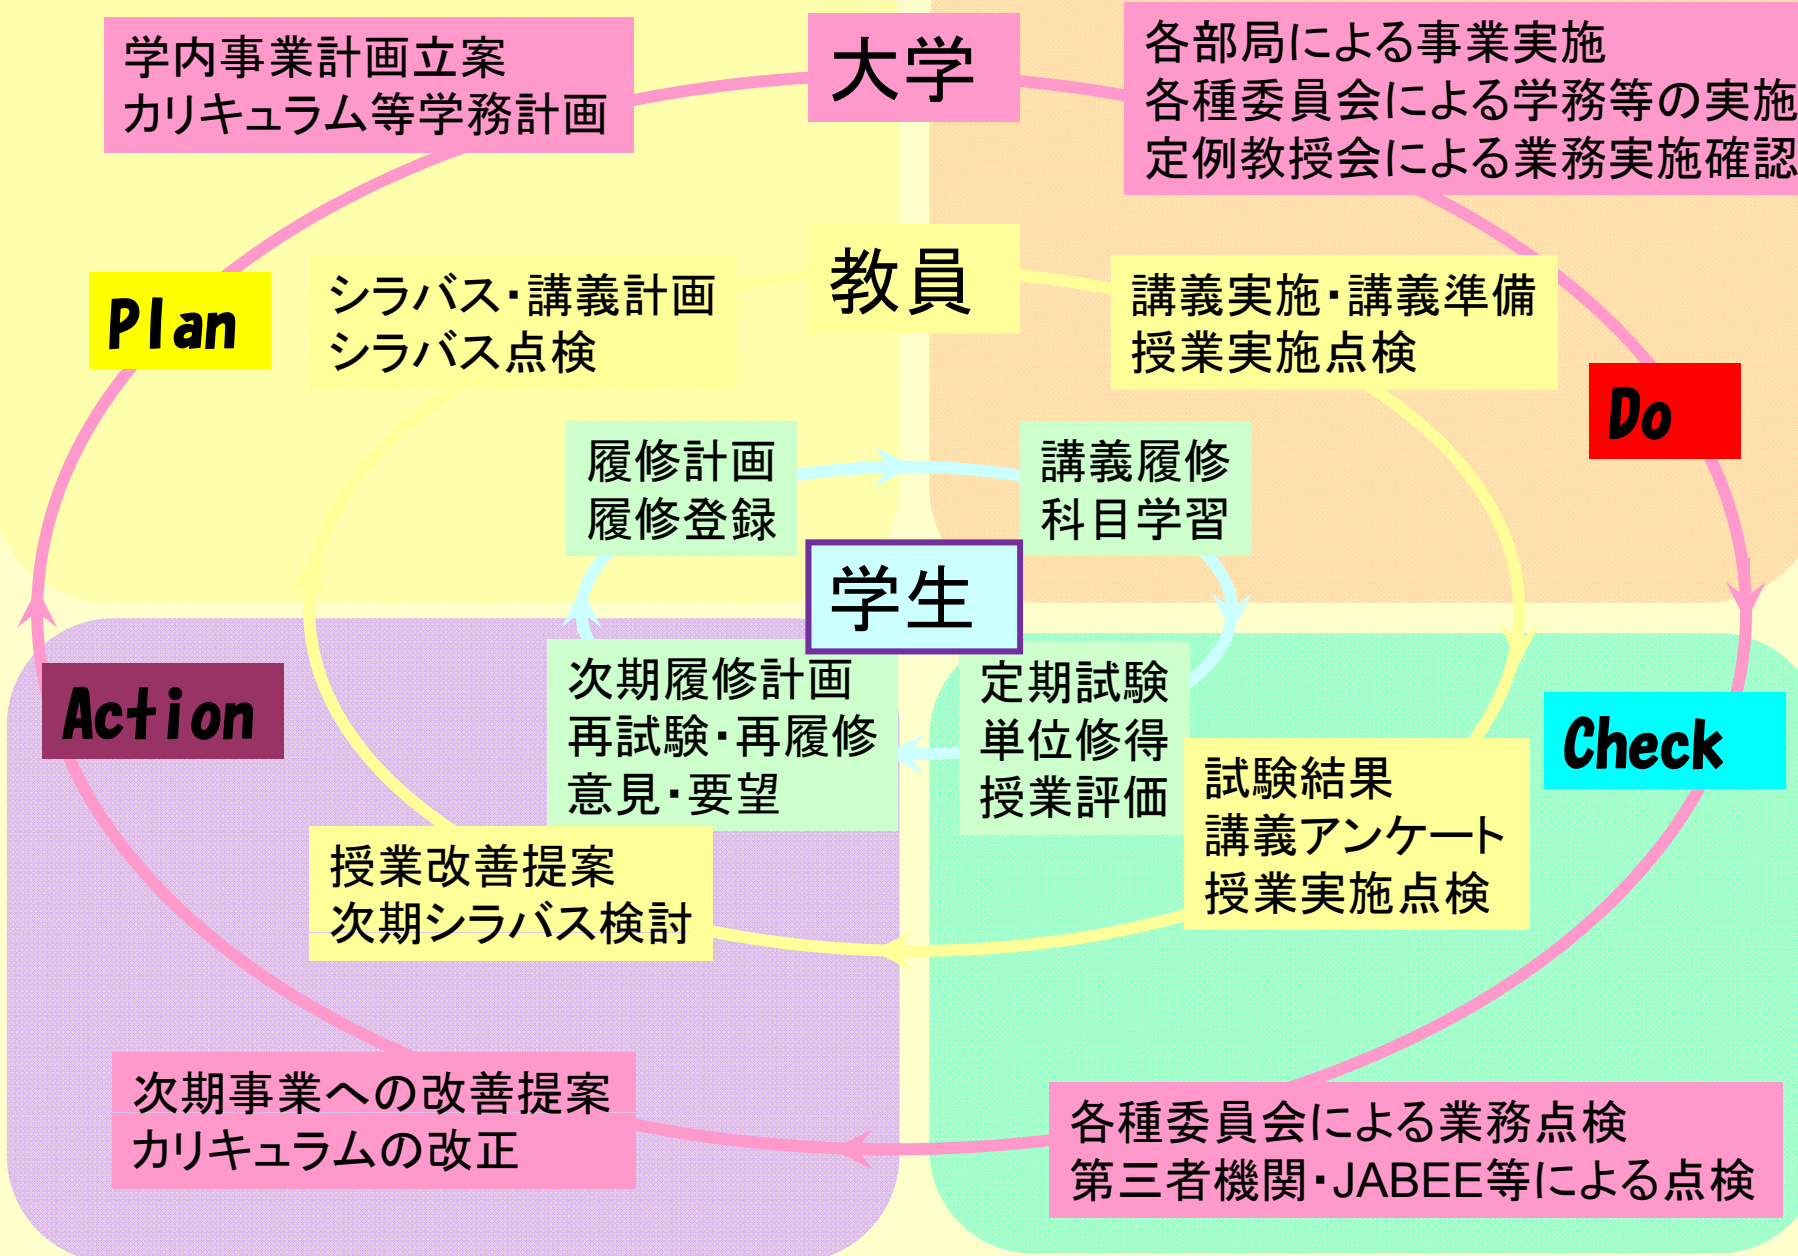 学内事業計画立案
カリキュラム等学務計画
大学
各部局による事業実施
各種委員会による学務等の実施
定例教授会による業務実施確認
Plan
シラバス・講義計画
シラバス点検
教員
講義実施・講義準備
授業実施点検
Do
履修計画
履修登録
講義履修
科目学習
学生
Action
次期履修計画
再試験・再履修
意見・要望
定期試験
単位修得
授業評価
Check
試験結果
講義アンケート
授業実施点検
授業改善提案
次期シラバス検討
次期事業への改善提案
カリキュラムの改正
各種委員会による業務点検
第三者機関・JABEE等による点検